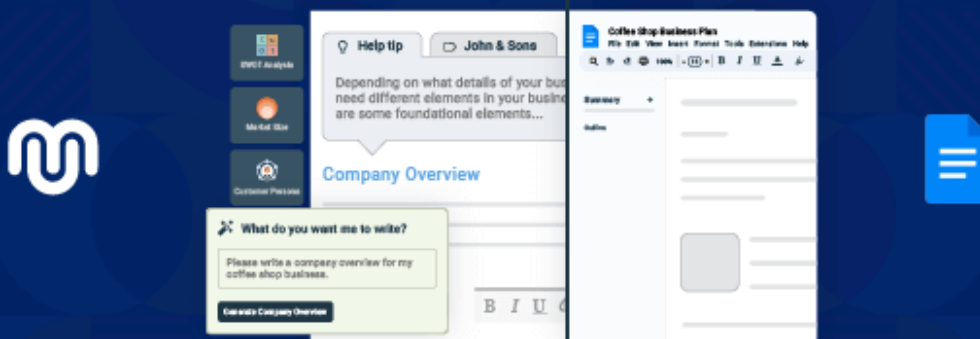 SWOT Analysis
Market Size
Customer Persona
Help tip
John & Sons
Depending on what details of your bus
need different elements in your busine
are some foundational elements...
Company Overview
What do you want me to write?
Please write a company overview for my
coffee shop business.
Generate Company Overview
B I U
Coffee Shop Business Plan
File Edit View Insert Format Tools Extensions Help
100% - 11 + B I U A
Summary +
Outline